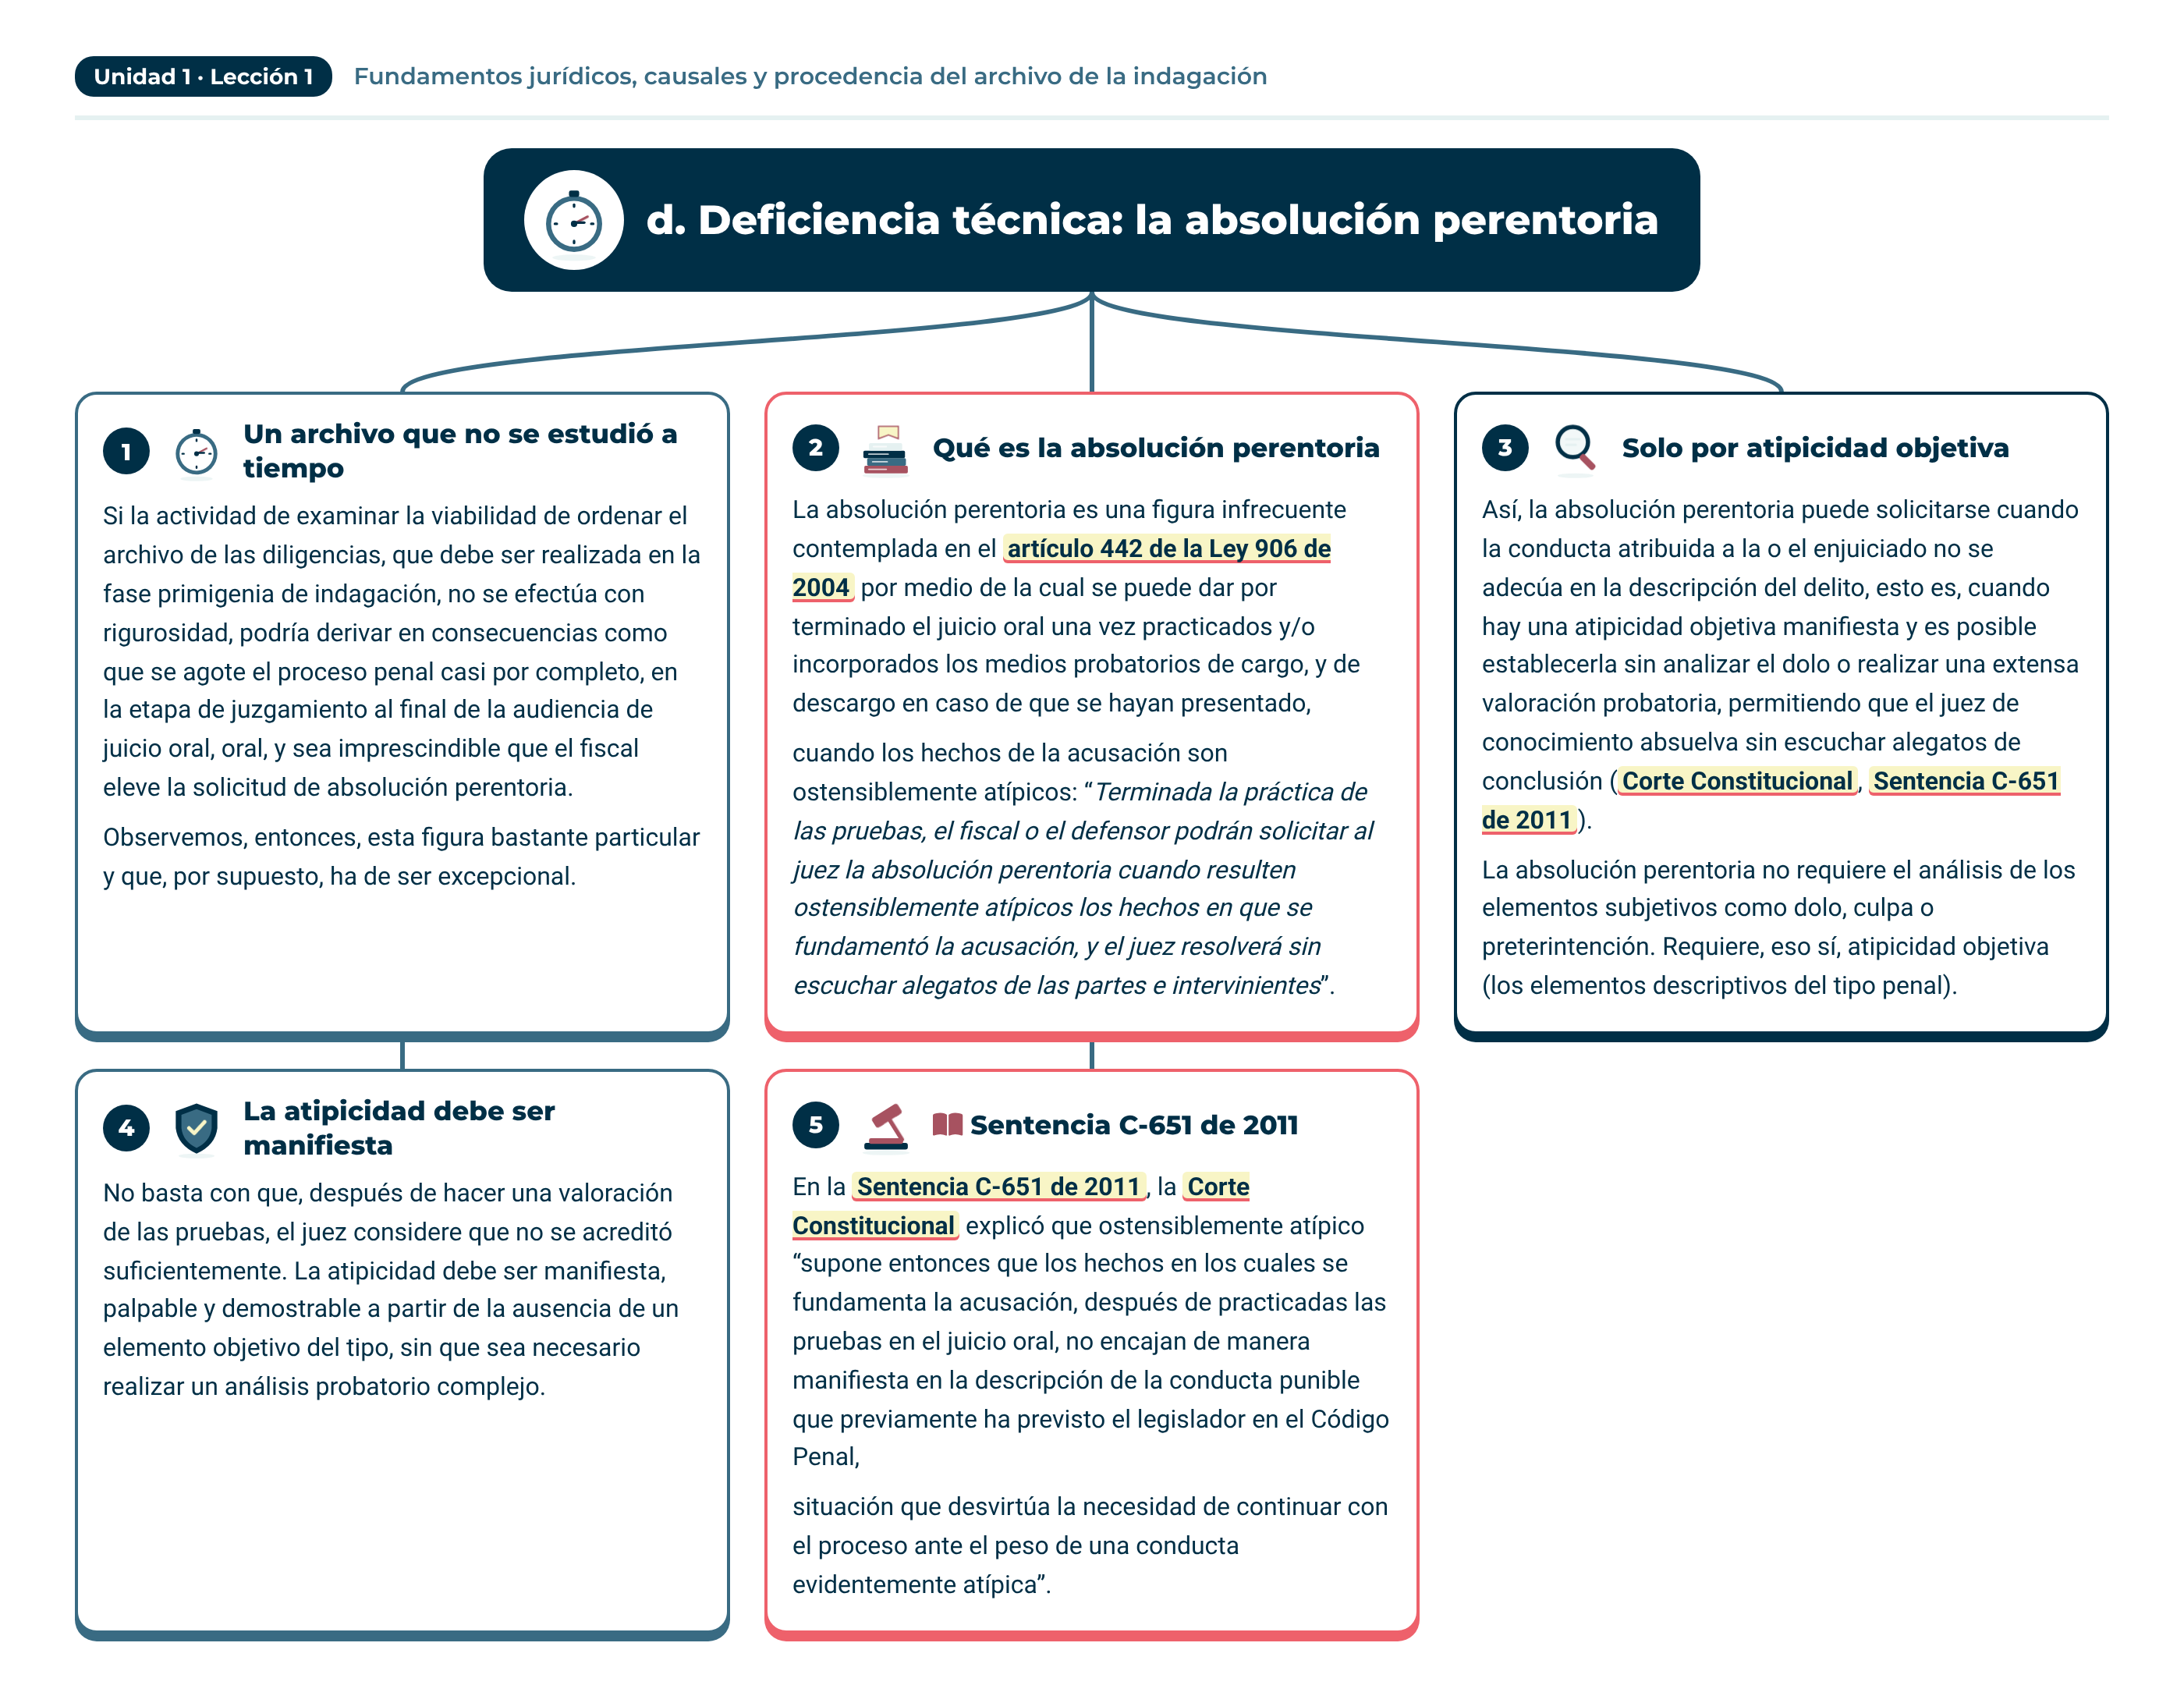 Unidad 1 · Lección 1
Fundamentos jurídicos, causales y procedencia del archivo de la indagación
d. Deficiencia técnica: la absolución perentoria
1
Un archivo que no se estudió a
tiempo
Si la actividad de examinar la viabilidad de ordenar el
archivo de las diligencias, que debe ser realizada en la
fase primigenia de indagación, no se efectúa con
rigurosidad, podría derivar en consecuencias como
que se agote el proceso penal casi por completo, en
la etapa de juzgamiento al final de la audiencia de
juicio oral, oral, y sea imprescindible que el fiscal
eleve la solicitud de absolución perentoria.
Observemos, entonces, esta figura bastante particular
y que, por supuesto, ha de ser excepcional.
2
Qué es la absolución perentoria
La absolución perentoria es una figura infrecuente
contemplada en el artículo 442 de la Ley 906 de
2004 por medio de la cual se puede dar por
terminado el juicio oral una vez practicados y/o
incorporados los medios probatorios de cargo, y de
descargo en caso de que se hayan presentado,
cuando los hechos de la acusación son
ostensiblemente atípicos: “Terminada la práctica de
las pruebas, el fiscal o el defensor podrán solicitar al
juez la absolución perentoria cuando resulten
ostensiblemente atípicos los hechos en que se
fundamentó la acusación, y el juez resolverá sin
escuchar alegatos de las partes e intervinientes”.
3
Solo por atipicidad objetiva
Así, la absolución perentoria puede solicitarse cuando
la conducta atribuida a la o el enjuiciado no se
adecúa en la descripción del delito, esto es, cuando
hay una atipicidad objetiva manifiesta y es posible
establecerla sin analizar el dolo o realizar una extensa
valoración probatoria, permitiendo que el juez de
conocimiento absuelva sin escuchar alegatos de
conclusión (Corte Constitucional, Sentencia C-651
de 2011).
La absolución perentoria no requiere el análisis de los
elementos subjetivos como dolo, culpa o
preterintención. Requiere, eso sí, atipicidad objetiva
(los elementos descriptivos del tipo penal).
4
La atipicidad debe ser
manifiesta
No basta con que, después de hacer una valoración
de las pruebas, el juez considere que no se acreditó
suficientemente. La atipicidad debe ser manifiesta,
palpable y demostrable a partir de la ausencia de un
elemento objetivo del tipo, sin que sea necesario
realizar un análisis probatorio complejo.
5
Sentencia C-651 de 2011
En la Sentencia C-651 de 2011, la Corte
Constitucional explicó que ostensiblemente atípico
“supone entonces que los hechos en los cuales se
fundamenta la acusación, después de practicadas las
pruebas en el juicio oral, no encajan de manera
manifiesta en la descripción de la conducta punible
que previamente ha previsto el legislador en el Código
Penal,
situación que desvirtúa la necesidad de continuar con
el proceso ante el peso de una conducta
evidentemente atípica”.